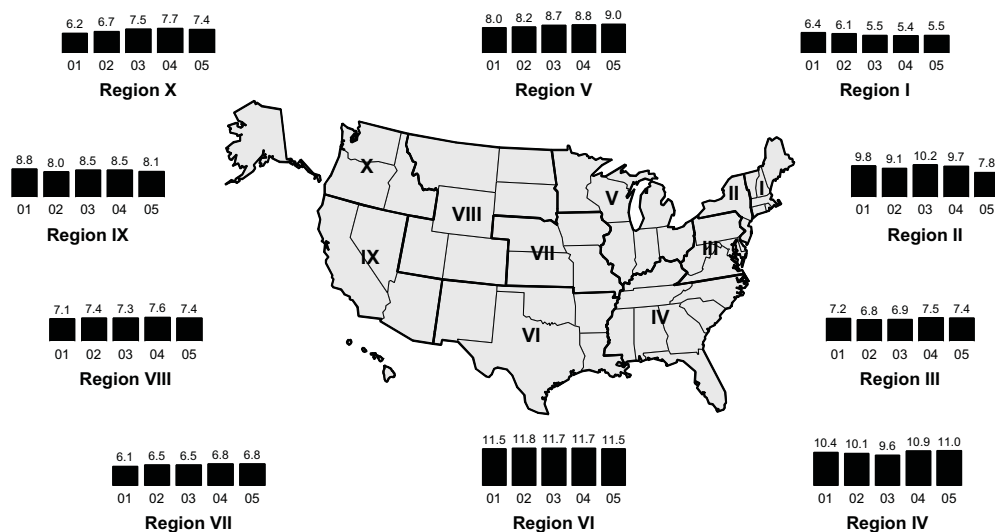 6.2 6.7 7.5 7.7 7.4
01 02 03 04 05
Region X
8.0 8.2 8.7 8.8 9.0
01 02 03 04 05
Region V
6.4 6.1 5.5 5.4 5.5
01 02 03 04 05
Region I
8.8 8.0 8.5 8.5 8.1
01 02 03 04 05
Region IX
X
VIII
IX
VII
VI
V
IV
III
II
I
9.8 9.1 10.2 9.7 7.8
01 02 03 04 05
Region II
7.1 7.4 7.3 7.6 7.4
01 02 03 04 05
Region VIII
7.2 6.8 6.9 7.5 7.4
01 02 03 04 05
Region III
6.1 6.5 6.5 6.8 6.8
01 02 03 04 05
Region VII
11.5 11.8 11.7 11.7 11.5
01 02 03 04 05
Region VI
10.4 10.1 9.6 10.9 11.0
01 02 03 04 05
Region IV